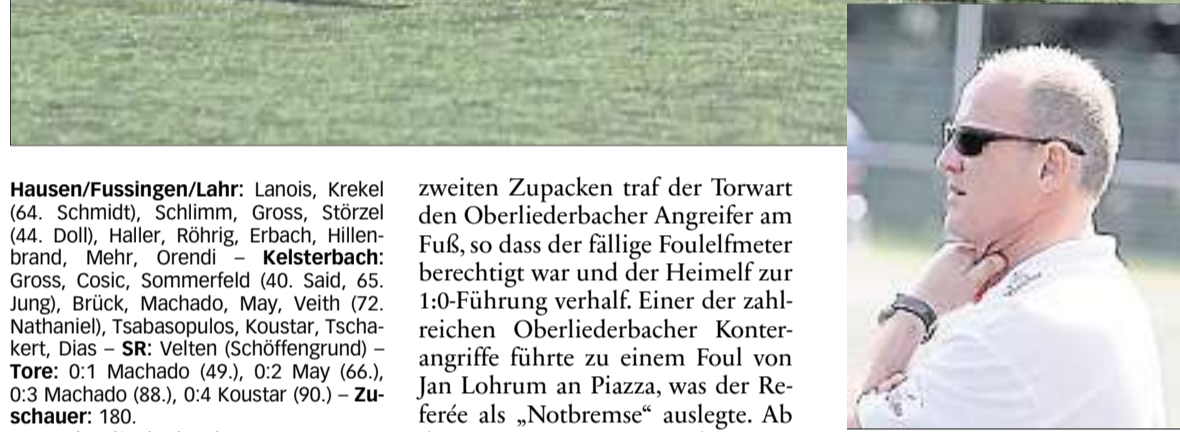 Hausen/Fussingen/Lahr: Lanois, Krekel
(64. Schmidt), Schlimm, Gross, Störzel
(44. Doll), Haller, Röhrig, Erbach, Hillen-
brand, Mehr, Orendi – Kelsterbach:
Gross, Cosic, Sommerfeld (40. Said, 65.
Jung), Brück, Machado, May, Veith (72.
Nathaniel), Tsabasopulos, Koustar, Tscha-
kert, Dias – SR: Velten (Schöffengrund) –
Tore: 0:1 Machado (49.), 0:2 May (66.),
0:3 Machado (88.), 0:4 Koustar (90.) – Zu-
schauer: 180.
zweiten Zupacken traf der Torwart
den Oberliederbacher Angreifer am
Fuß, so dass der fällige Foulelfmeter
berechtigt war und der Heimelf zur
1:0-Führung verhalf. Einer der zahl-
reichen Oberliederbacher Konter-
angriffe führte zu einem Foul von
Jan Lohrum an Piazza, was der Re-
ferée als „Notbremse“ auslegte. Ab